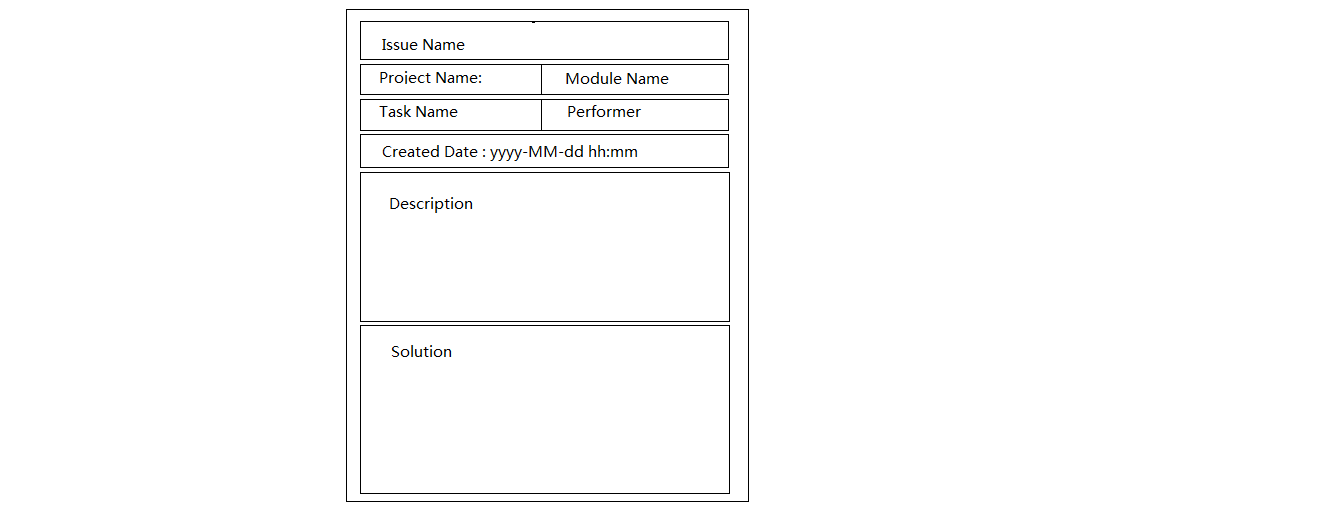 Issue Name
Project Name:
Module Name
Task Name
Performer
Created Date : yyyy-MM-dd hh:mm
Description
Solution